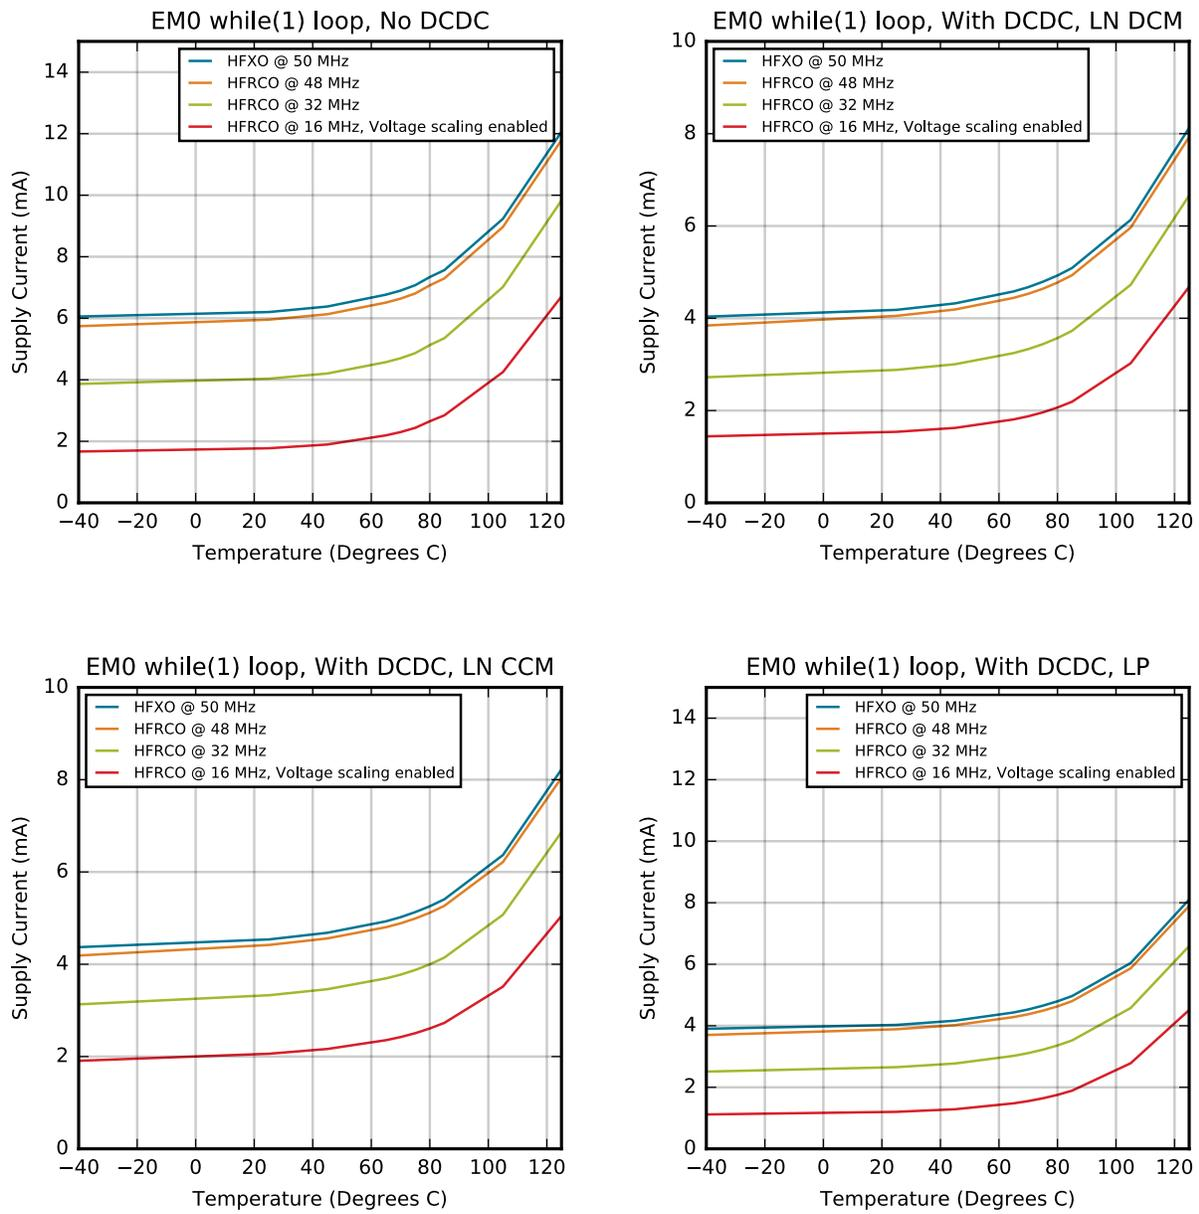 EM0 while(1) loop, No DCDC
HFXO @ 50 MHz
HFRCO @ 48 MHz
HFRCO @ 32 MHz
HFRCO @ 16 MHz, Voltage scaling enabled
14
12
10
8
6
4
2
0
Supply Current (mA)
−40 −20 0 20 40 60 80 100 120
Temperature (Degrees C)
EM0 while(1) loop, With DCDC, LN DCM
HFXO @ 50 MHz
HFRCO @ 48 MHz
HFRCO @ 32 MHz
HFRCO @ 16 MHz, Voltage scaling enabled
10
8
6
4
2
0
Supply Current (mA)
−40 −20 0 20 40 60 80 100 120
Temperature (Degrees C)
EM0 while(1) loop, With DCDC, LN CCM
HFXO @ 50 MHz
HFRCO @ 48 MHz
HFRCO @ 32 MHz
HFRCO @ 16 MHz, Voltage scaling enabled
10
8
6
4
2
0
Supply Current (mA)
−40 −20 0 20 40 60 80 100 120
Temperature (Degrees C)
EM0 while(1) loop, With DCDC, LP
HFXO @ 50 MHz
HFRCO @ 48 MHz
HFRCO @ 32 MHz
HFRCO @ 16 MHz, Voltage scaling enabled
14
12
10
8
6
4
2
0
Supply Current (mA)
−40 −20 0 20 40 60 80 100 120
Temperature (Degrees C)